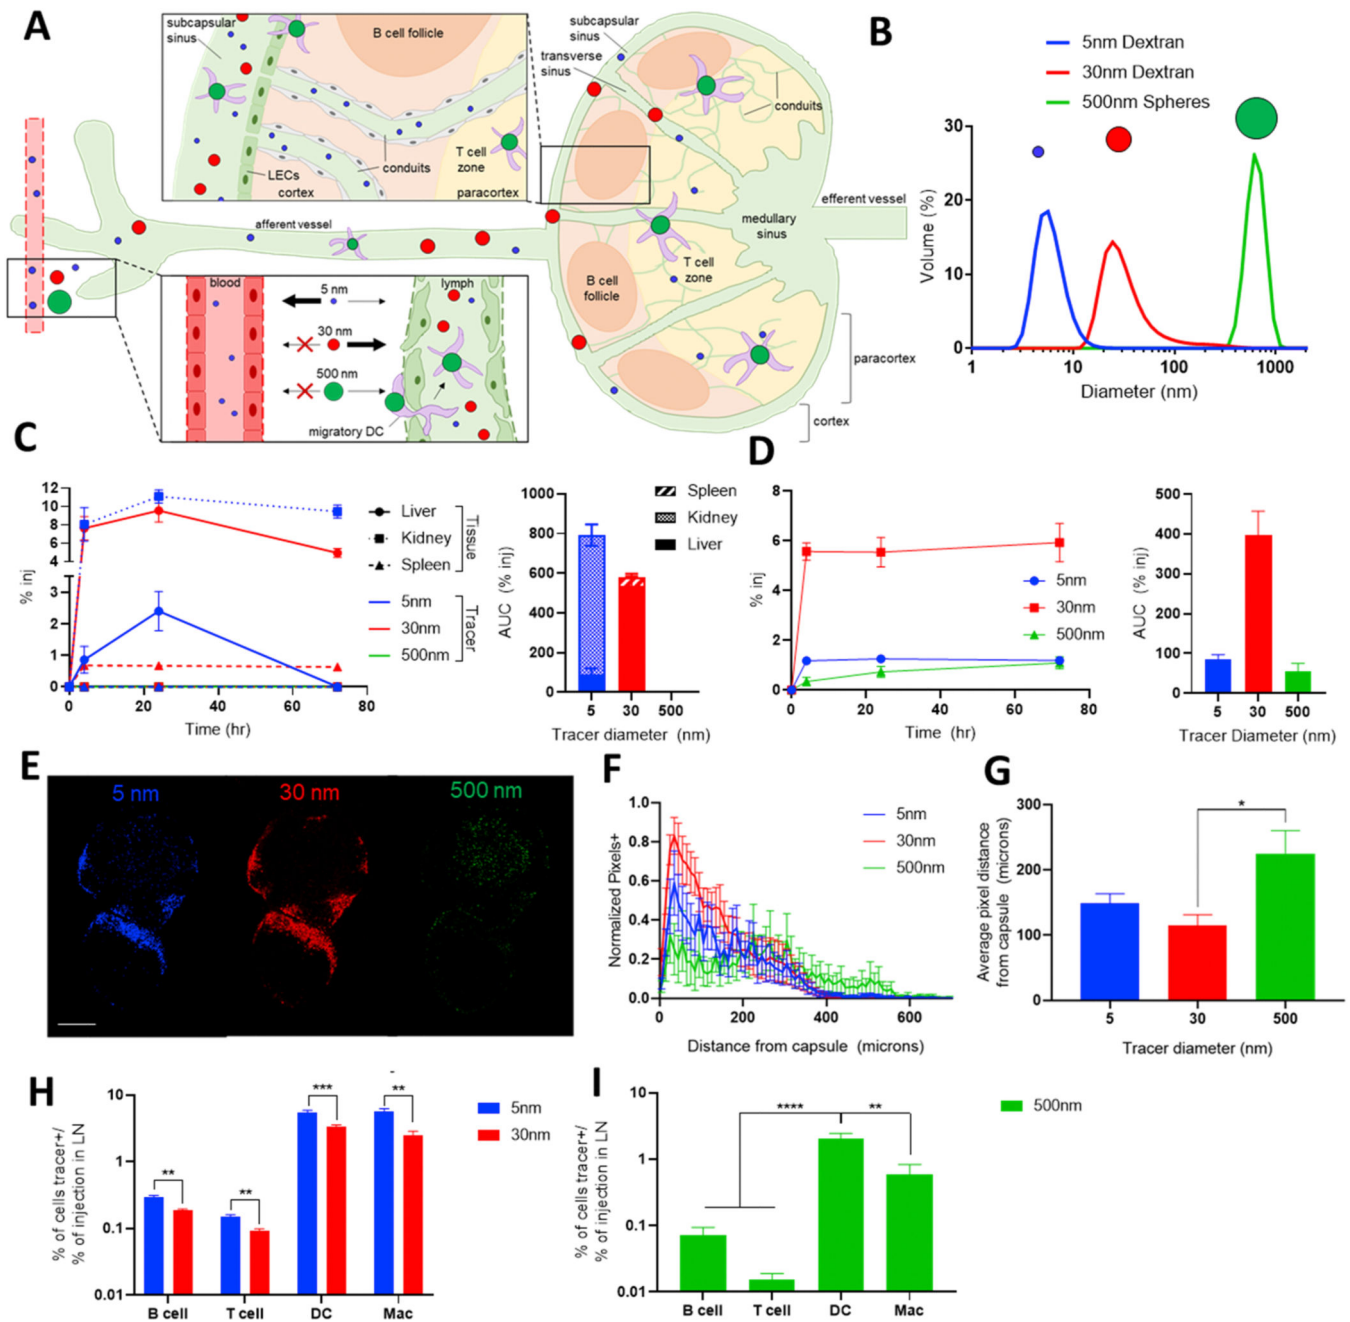 A
subcapsular
sinus
B cell follicle
conduits
LECs
cortex
T cell
zone
paracortex
subcapsular
sinus
transverse
sinus
conduits
afferent vessel
efferent vessel
medullary
sinus
T cell
zone
B cell
follicle
paracortex
cortex
blood
lymph
5 nm
30 nm
500 nm
migratory DC
B
5nm Dextran
30nm Dextran
500nm Spheres
Volume (%)
30
20
10
0
1
10
100
1000
Diameter (nm)
C
% inj
12
10
8
6
4
3
2
1
0
0
20
40
60
80
Time (hr)
Liver
Kidney
Spleen
Tissue
5nm
30nm
500nm
Tracer
AUC (% inj)
1000
800
600
400
200
0
5
30
500
Tracer diameter (nm)
Spleen
Kidney
Liver
D
% inj
8
6
4
2
0
0
20
40
60
80
Time (hr)
5nm
30nm
500nm
AUC (% inj)
500
400
300
200
100
0
5
30
500
Tracer Diameter (nm)
E
5 nm
30 nm
500 nm
F
Normalized Pixels+
1.0
0.8
0.6
0.4
0.2
0.0
0
200
400
600
Distance from capsule (microns)
5nm
30nm
500nm
G
Average pixel distance
from capsule (microns)
300
200
100
0
*
5
30
500
Tracer diameter (nm)
H
% of cells tracer+/
% of injection in LN
10
1
0.1
0.01
**
**
***
**
B cell
T cell
DC
Mac
5nm
30nm
I
% of cells tracer+/
% of injection in LN
10
1
0.1
0.01
****
**
B cell
T cell
DC
Mac
500nm